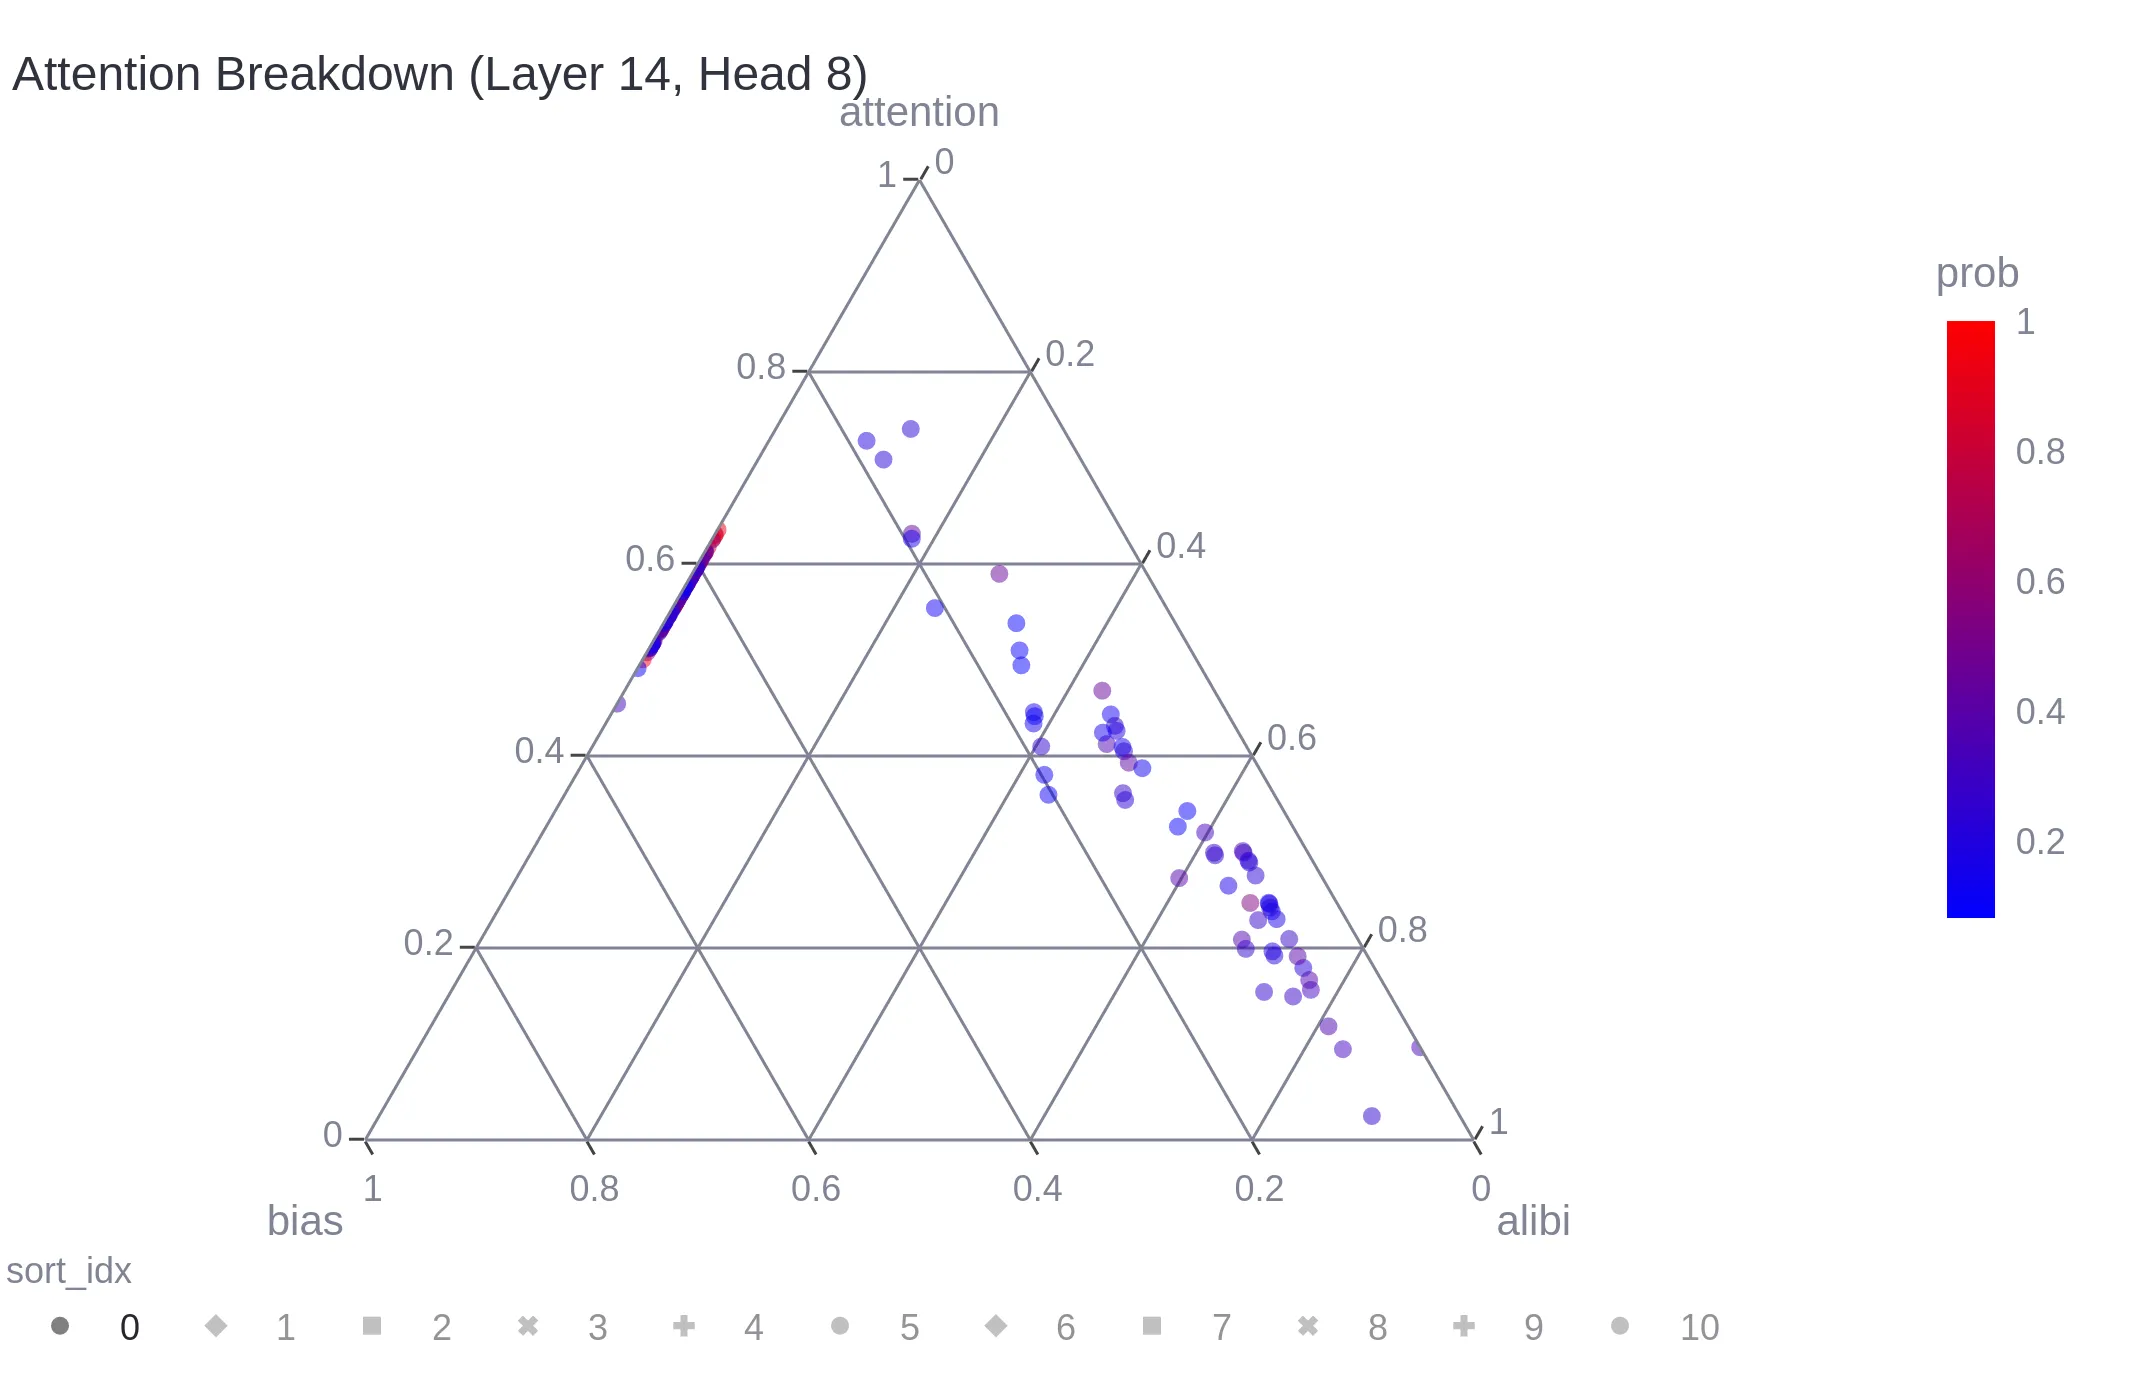 Attention Breakdown (Layer 14, Head 8)
attention
1 0
0.8 0.2
0.6 0.4
0.4 0.6
0.2 0.8
0 1
1 0.8 0.6 0.4 0.2 0
bias alibi
prob
1
0.8
0.6
0.4
0.2
sort_idx
0 1 2 3 4 5 6 7 8 9 10